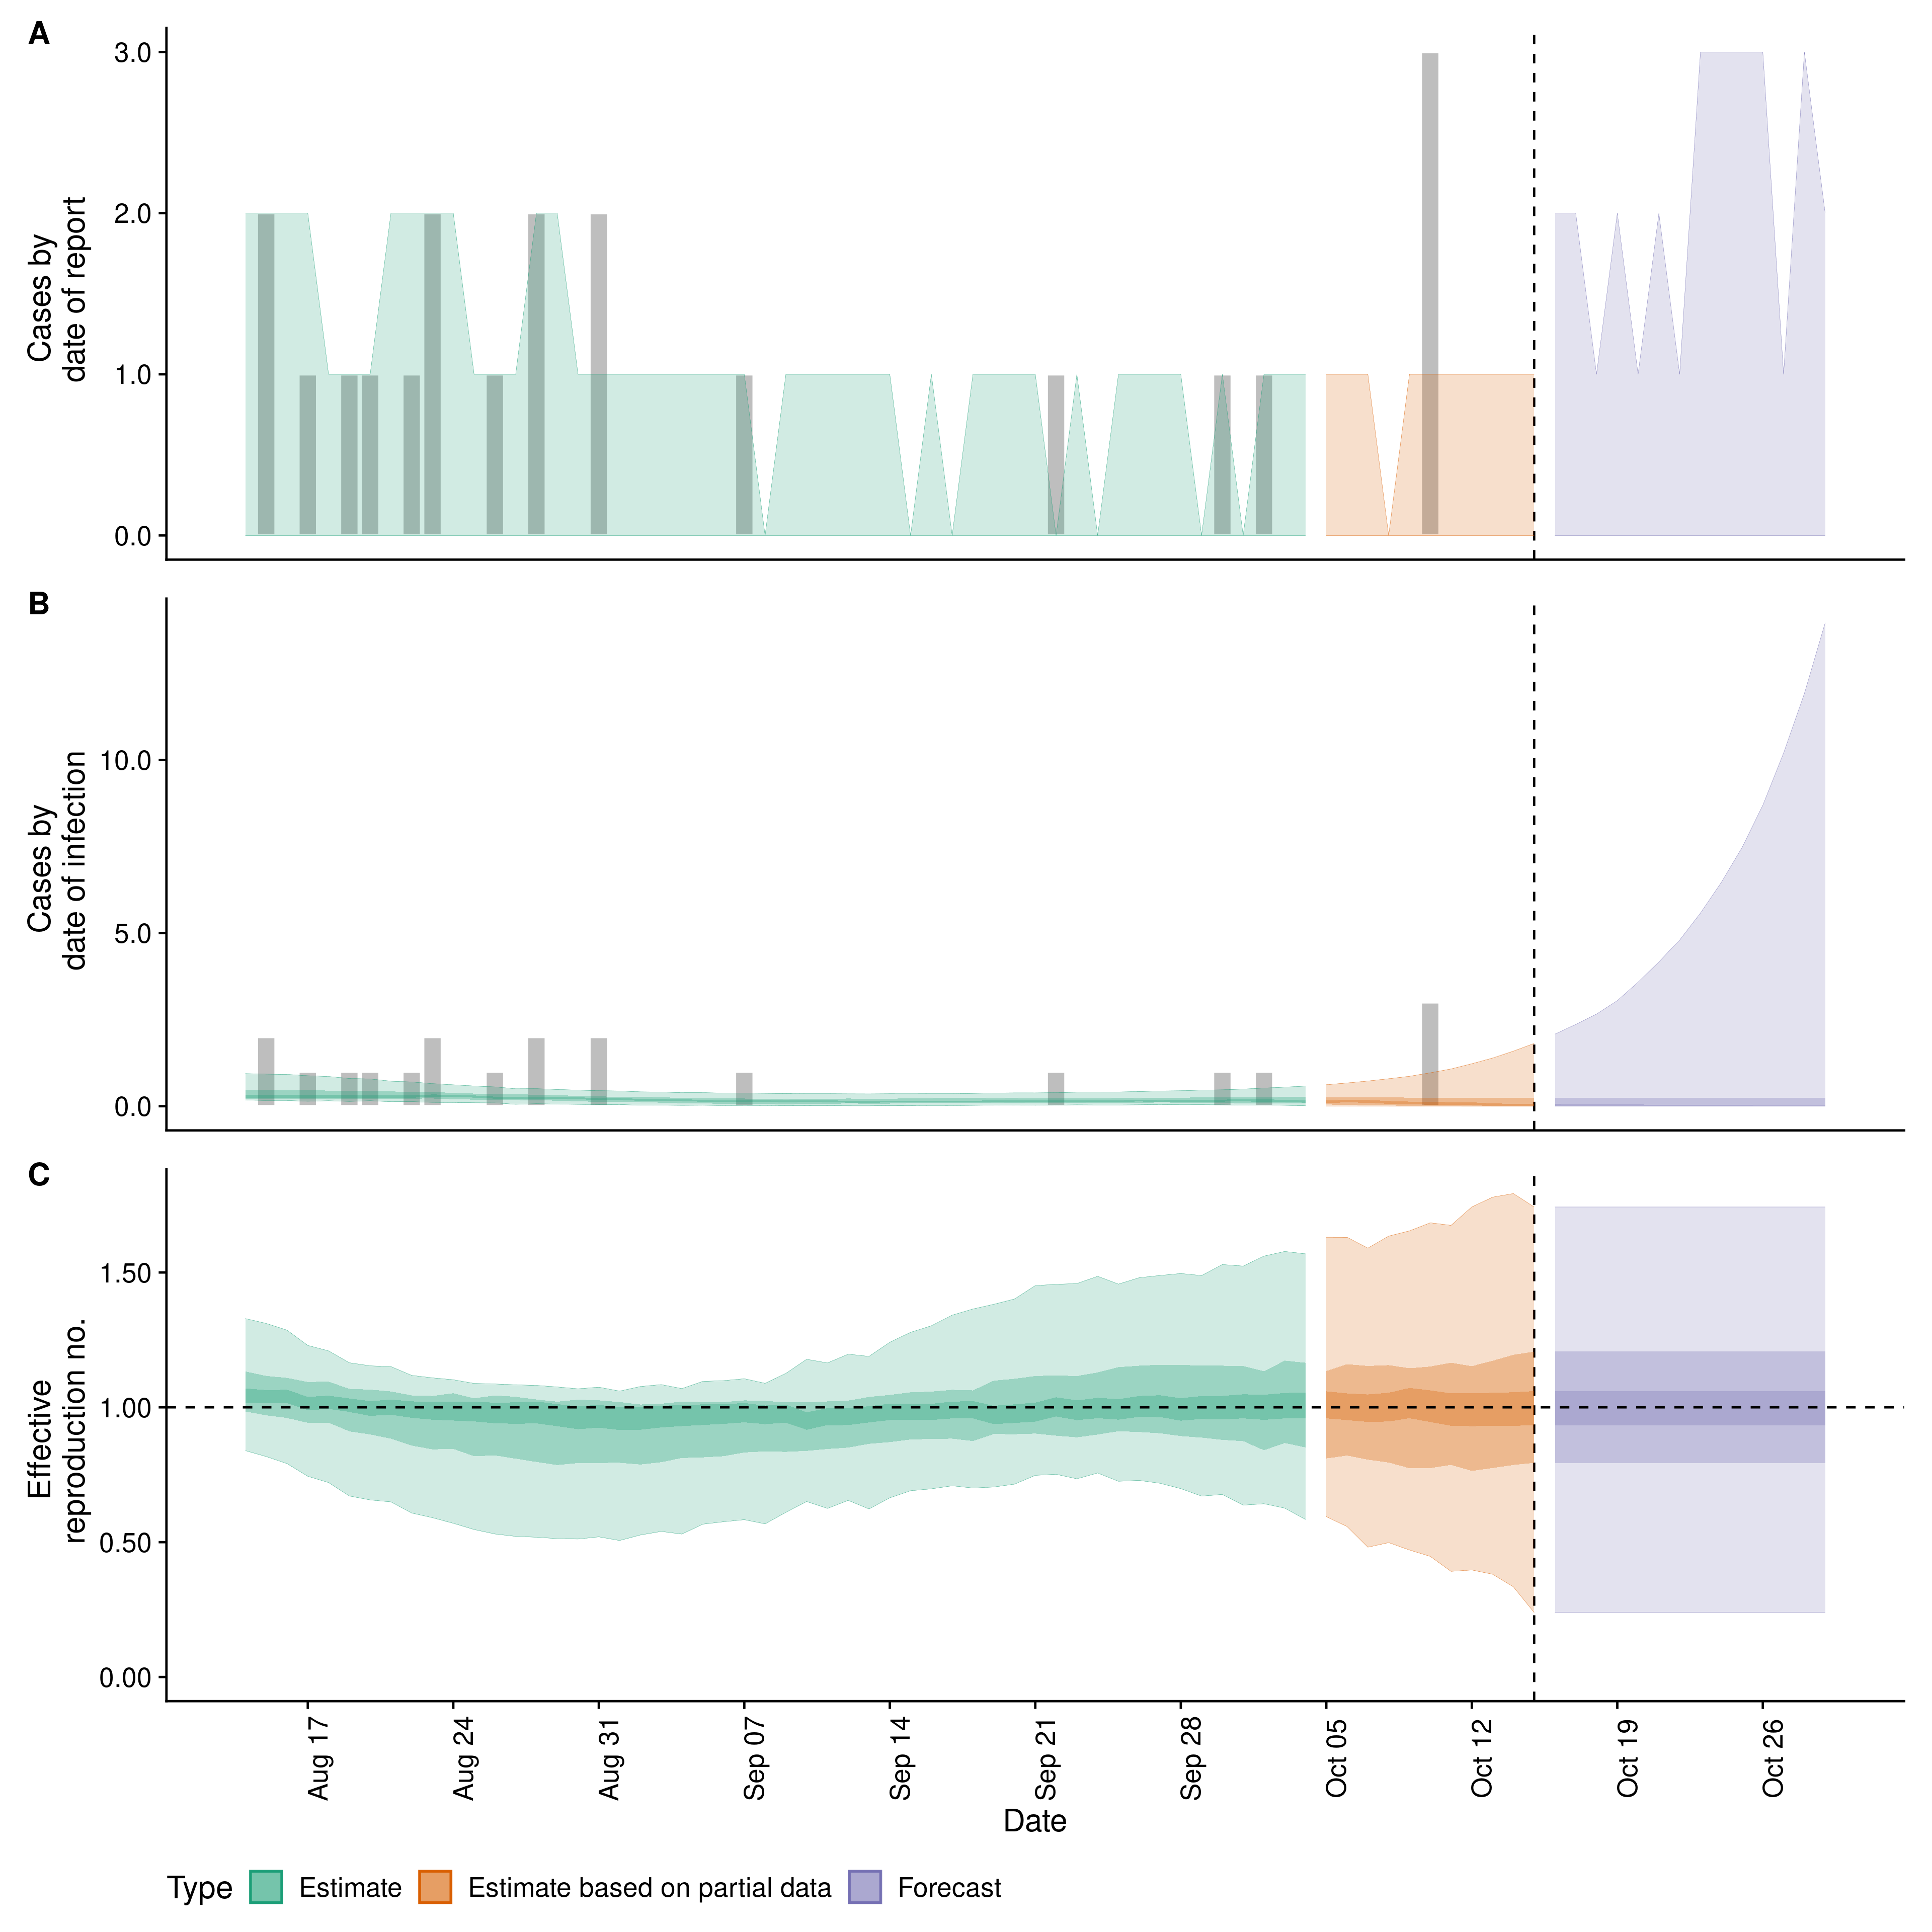 A
3.0
2.0
1.0
0.0
Cases by
date of report
B
10.0
5.0
0.0
Cases by
date of infection
C
1.50
1.00
0.50
0.00
Effective
reproduction no.
Aug 17
Aug 24
Aug 31
Sep 07
Sep 14
Sep 21
Sep 28
Oct 05
Oct 12
Oct 19
Oct 26
Date
Type Estimate Estimate based on partial data Forecast